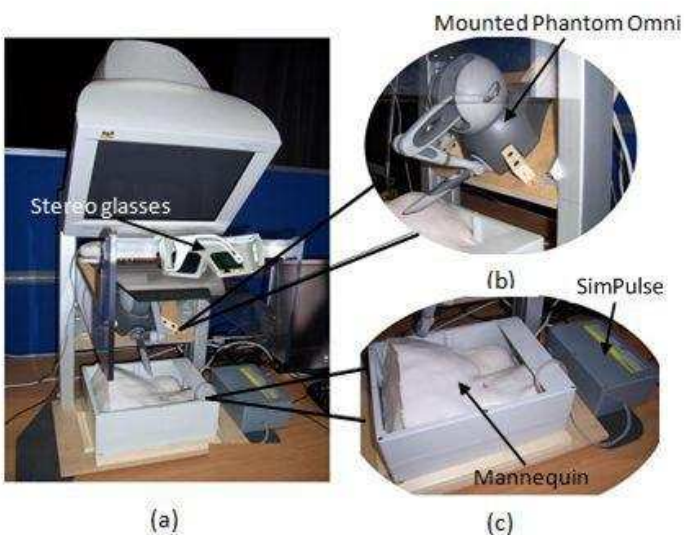 Mounted Phantom Omni
Stereo glasses
(b)
SimPulse
Mannequin
(a)
(c)